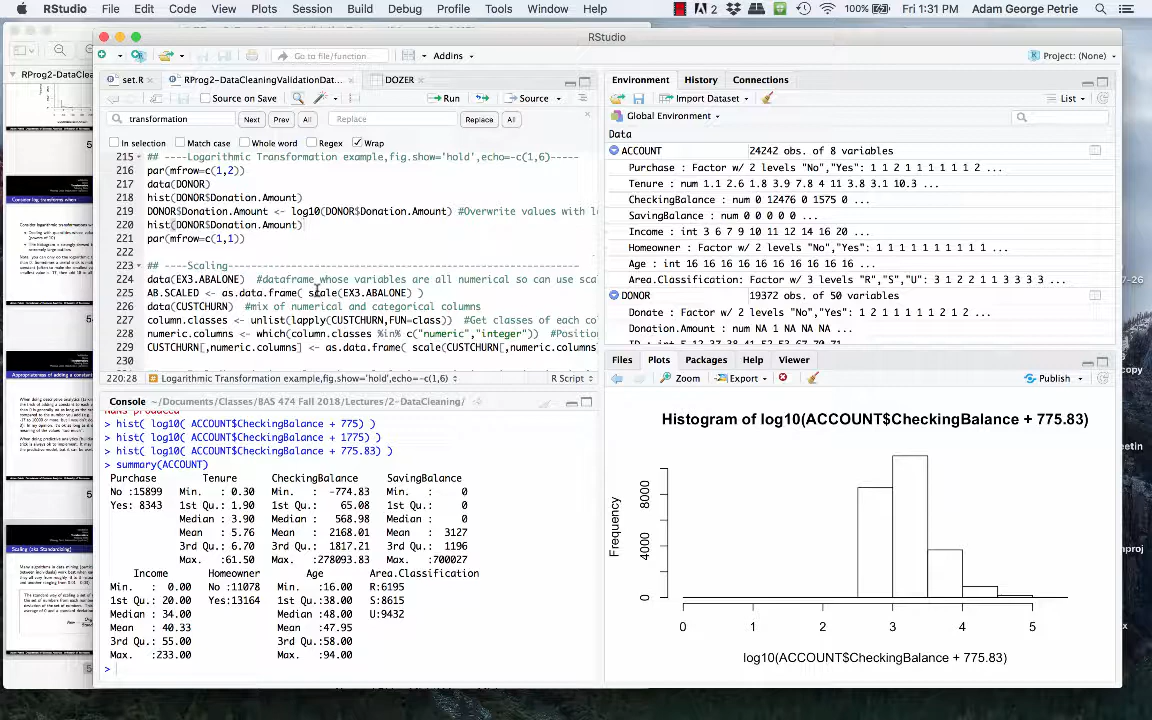 RStudio File Edit Code View Plots Session Build Debug Profile Tools Window Help 2 100% Fri 1:31 PM Adam George Petrie
RStudio
Go to file/function Addins Project: (None)
RProg2-DataClea
set.R RProg2-DataCleaningValidationDat... DOZER
Source on Save Run Source
transformation Next Prev All Replace Replace All
In selection Match case Whole word Regex Wrap
215 ## ----Logarithmic Transformation example,fig.show='hold',echo=-c(1,6)-----
216 par(mfrow=c(1,2))
217 data(DONOR)
218 hist(DONOR$Donation.Amount)
219 DONOR$Donation.Amount <- log10(DONOR$Donation.Amount) #Overwrite values with l
220 hist(DONOR$Donation.Amount)
221 par(mfrow=c(1,1))
222
223 ## ----Scaling-----------------------------------------------------------
224 data(EX3.ABALONE) #dataframe whose variables are all numerical so can use sca
225 AB.SCALED <- as.data.frame( scale(EX3.ABALONE) )
226 data(CUSTCHURN) #mix of numerical and categorical columns
227 column.classes <- unlist(lapply(CUSTCHURN,FUN=class)) #Get classes of each co
228 numeric.columns <- which(column.classes %in% c("numeric","integer")) #Position
229 CUSTCHURN[,numeric.columns] <- as.data.frame( scale(CUSTCHURN[,numeric.columns
230
220:28 Logarithmic Transformation example,fig.show='hold',echo=-c(1,6) R Script
Console ~/Documents/Classes/BAS 474 Fall 2018/Lectures/2-DataCleaning/
NaNs produced
> hist( log10( ACCOUNT$CheckingBalance + 775) )
> hist( log10( ACCOUNT$CheckingBalance + 1775) )
> hist( log10( ACCOUNT$CheckingBalance + 775.83) )
> summary(ACCOUNT)
Purchase Tenure CheckingBalance SavingBalance
No :15899 Min. : 0.30 Min. : -774.83 Min. : 0
Yes: 8343 1st Qu.: 1.90 1st Qu.: 65.08 1st Qu.: 0
Median : 3.90 Median : 568.98 Median : 0
Mean : 5.76 Mean : 2168.01 Mean : 3127
3rd Qu.: 6.70 3rd Qu.: 1817.21 3rd Qu.: 1196
Max. :61.50 Max. :278093.83 Max. :700027
Income Homeowner Age Area.Classification
Min. : 0.00 No :11078 Min. :16.00 R:6195
1st Qu.: 20.00 Yes:13164 1st Qu.:38.00 S:8615
Median : 34.00 Median :48.00 U:9432
Mean : 40.33 Mean :47.95
3rd Qu.: 55.00 3rd Qu.:58.00
Max. :233.00 Max. :94.00
>
Environment History Connections
Import Dataset List
Global Environment
Data
ACCOUNT 24242 obs. of 8 variables
Purchase : Factor w/ 2 levels "No","Yes": 1 1 2 1 1 1 1 1 1 2 ...
Tenure : num 1.1 2.6 1.8 3.9 7.8 4 11 3.8 3.1 10.3 ...
CheckingBalance : num 0 12476 0 1575 0 ...
SavingBalance : num 0 0 0 0 0 ...
Income : int 3 6 7 9 10 11 12 14 16 20 ...
Homeowner : Factor w/ 2 levels "No","Yes": 1 1 1 1 1 1 1 1 1 1 ...
Age : int 16 16 16 16 16 16 16 16 16 16 ...
Area.Classification : Factor w/ 3 levels "R","S","U": 3 1 2 2 1 1 3 3 3 3 ...
DONOR 19372 obs. of 50 variables
Donate : Factor w/ 2 levels "No","Yes": 1 2 1 1 1 1 1 2 1 2 ...
Donation.Amount : num NA 1 NA NA NA ...
Files Plots Packages Help Viewer
Zoom Export Publish
Histogram of log10(ACCOUNT$CheckingBalance + 775.83)
Frequency
8000
4000
0
0 1 2 3 4 5
log10(ACCOUNT$CheckingBalance + 775.83)
Consider log transforms when
Scaling (aka Standardizing)
7-26
copy
eetin
mproj